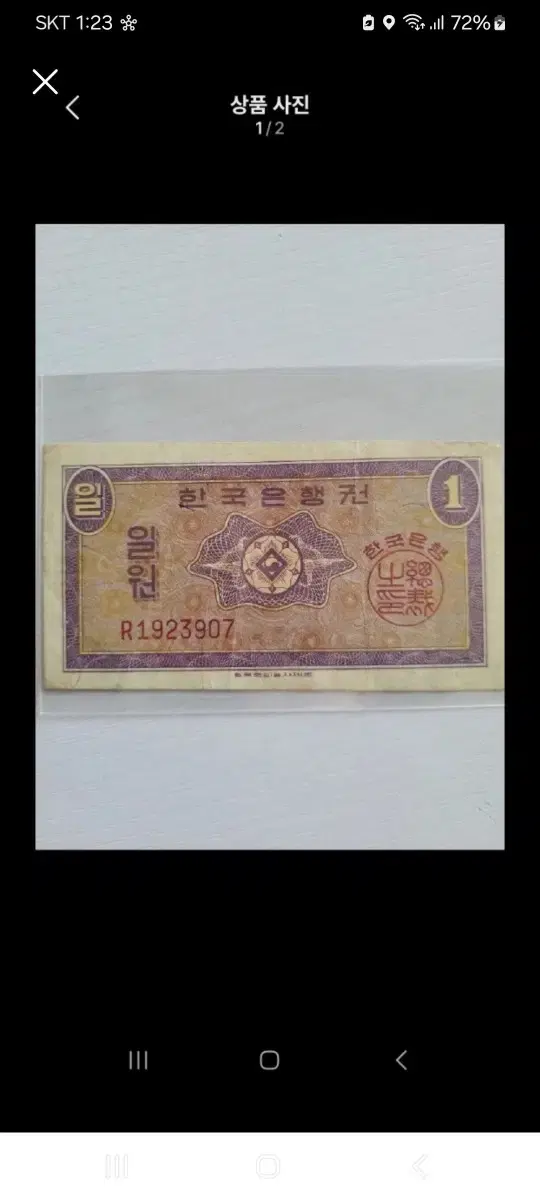 SKT 1:23
72%
상품 사진
1/2
일
한국은행권
1
일원
한국은행
R1923907